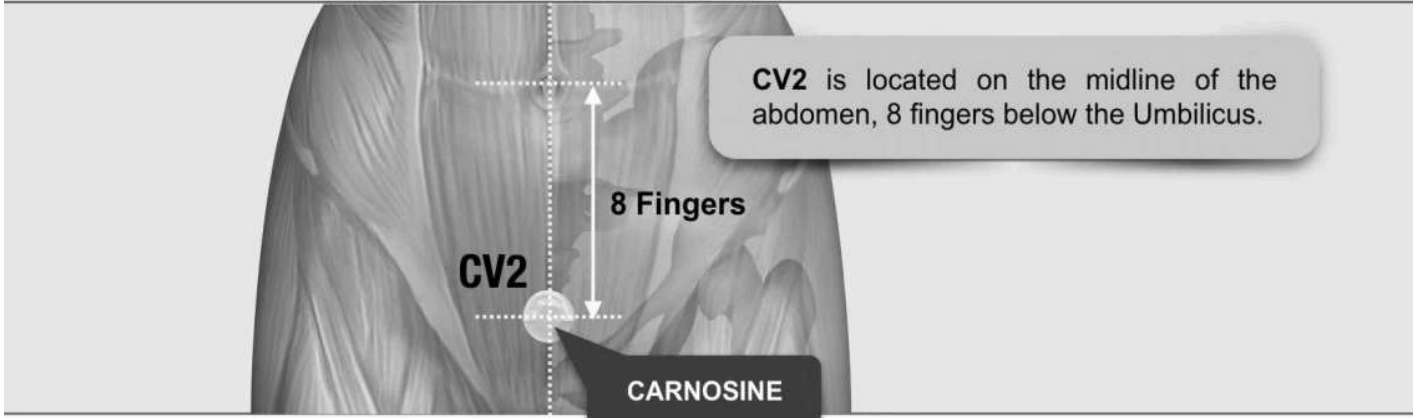 CV2 is located on the midline of the
abdomen, 8 fingers below the Umbilicus.
8 Fingers
CV2
CARNOSINE